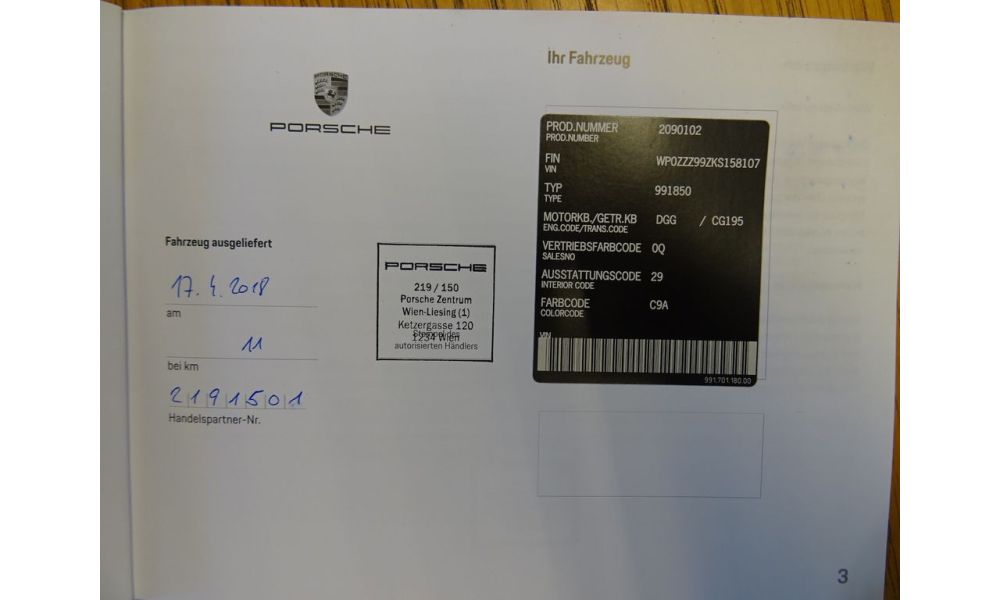 Ihr Fahrzeug
PORSCHE
PORSCHE
Fahrzeug ausgeliefert
17. 4. 2018
am
11
bei km
2191501
Handelspartner-Nr.
PORSCHE
219 / 150
Porsche Zentrum
Wien-Liesing (1)
Ketzergasse 120
1234 Wien
Stempel des
autorisierten Händlers
PROD.NUMMER 2090102
PROD.NUMBER
FIN WP0ZZZ99ZKS158107
VIN
TYP 991850
TYPE
MOTORKB./GETR.KB DGG / CG195
ENG.CODE/TRANS.CODE
VERTRIEBSFARBCODE 0Q
SALESNO
AUSSTATTUNGSCODE 29
INTERIOR CODE
FARBCODE C9A
COLORCODE
VIN
991.701.180.00
3